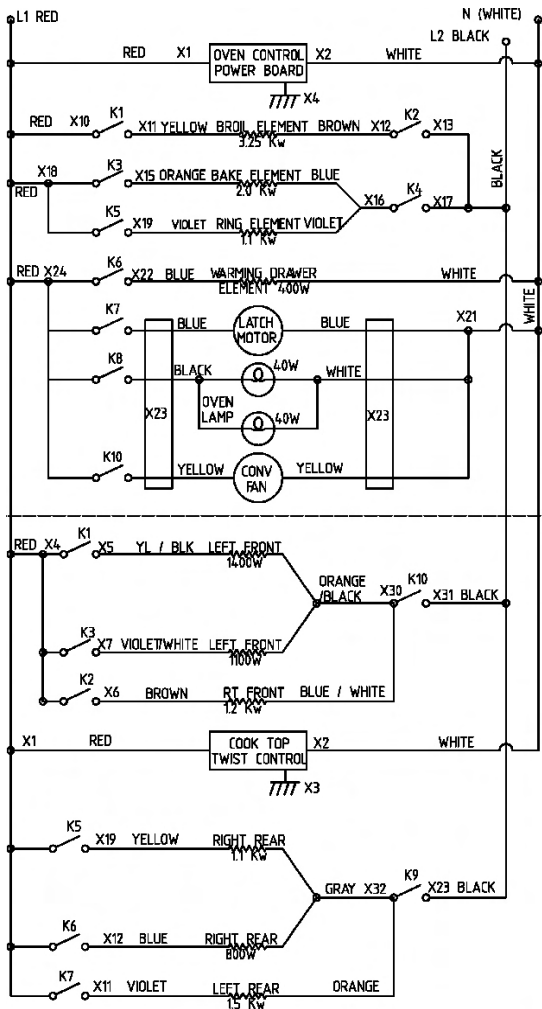 L1 RED N (WHITE)
L2 BLACK
RED X1 OVEN CONTROL X2 WHITE
POWER BOARD
X4
RED X10 K1 X11 YELLOW BROIL ELEMENT BROWN X12 K2 X13
3.25 Kw
BLACK
X18 K3 X15 ORANGE BAKE ELEMENT BLUE X16 K4 X17
RED 2.0 Kw
K5 X19 VIOLET RING ELEMENT VIOLET
1.1 Kw
RED X24 K6 X22 BLUE WARMING DRAWER WHITE
ELEMENT 400W
WHITE
K7 BLUE LATCH BLUE X21
MOTOR
K8 BLACK 40W WHITE
X23 OVEN X23
LAMP 40W
K10 YELLOW CONV YELLOW
FAN
RED X4 K1 X5 YL / BLK LEFT FRONT
1400W
ORANGE X30 K10 X31 BLACK
/BLACK
K3 X7 VIOLET/WHITE LEFT FRONT
1100W
K2 X6 BROWN RT FRONT BLUE / WHITE
1.2 Kw
X1 RED COOK TOP X2 WHITE
TWIST CONTROL
X3
K5 X19 YELLOW RIGHT REAR
1.1 Kw
GRAY X32 K9 X23 BLACK
K6 X12 BLUE RIGHT REAR
800W
K7 X11 VIOLET LEFT REAR ORANGE
1.5 Kw